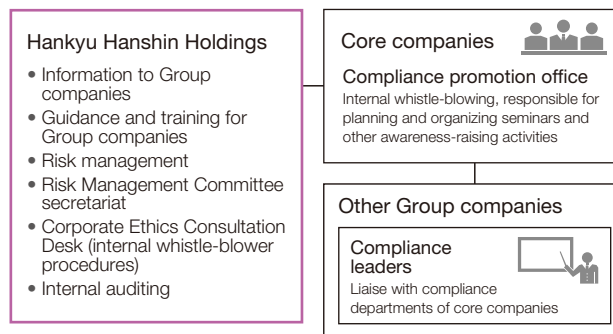 Hankyu Hanshin Holdings
• Information to Group
companies
• Guidance and training for
Group companies
• Risk management
• Risk Management Committee
secretariat
• Corporate Ethics Consultation
Desk (internal whistle-blower
procedures)
• Internal auditing
Core companies
Compliance promotion office
Internal whistle-blowing, responsible for
planning and organizing seminars and
other awareness-raising activities
Other Group companies
Compliance
leaders
Liaise with compliance
departments of core companies